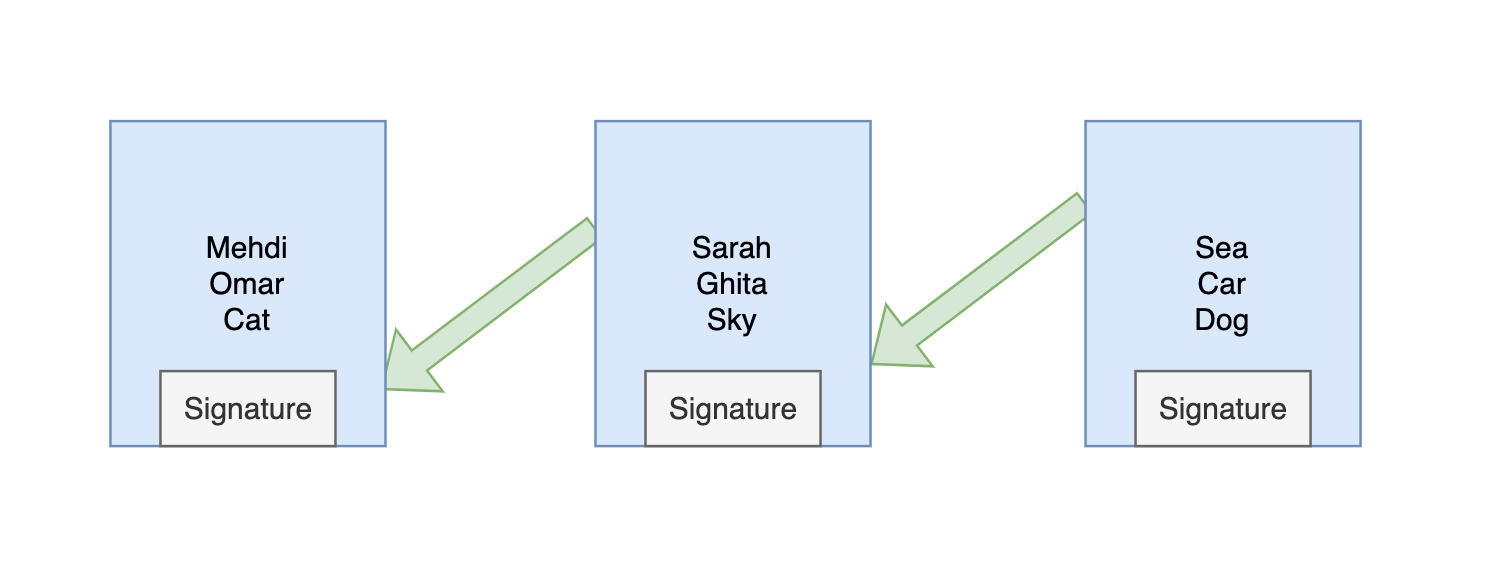 Mehdi
Omar
Cat
Signature
Sarah
Ghita
Sky
Signature
Sea
Car
Dog
Signature